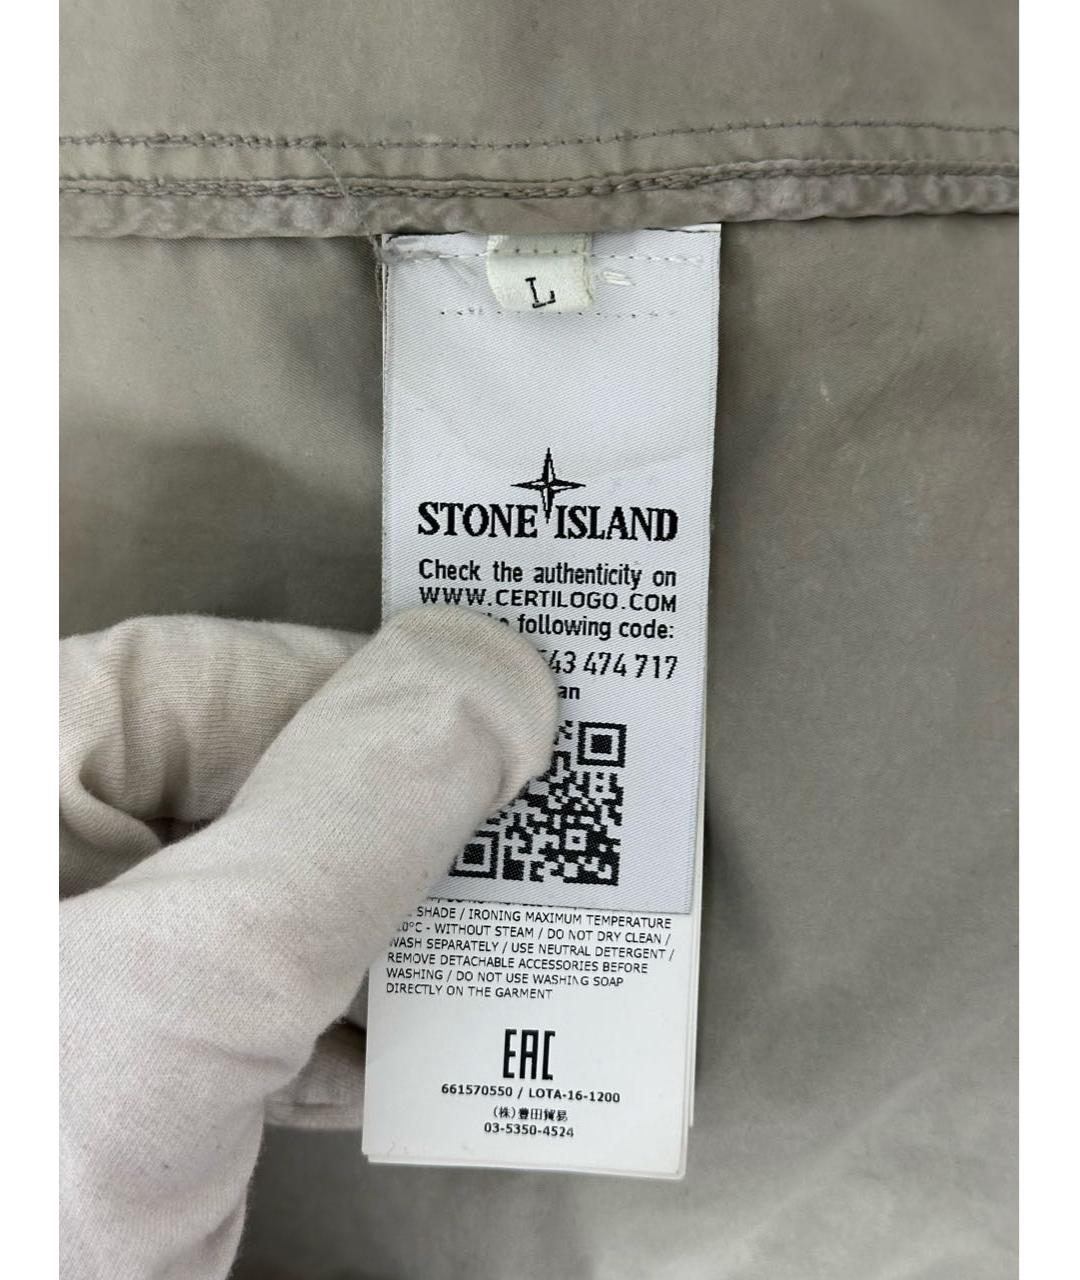 L
STONE ISLAND
Check the authenticity on
WWW.CERTILOGO.COM
following code:
43 474 717
SHADE / IRONING MAXIMUM TEMPERATURE
0°C - WITHOUT STEAM / DO NOT DRY CLEAN /
WASH SEPARATELY / USE NEUTRAL DETERGENT /
REMOVE DETACHABLE ACCESSORIES BEFORE
WASHING / DO NOT USE WASHING SOAP
DIRECTLY ON THE GARMENT
EAC
661570550 / LOTA-16-1200
(株)豊田貿易
03-5350-4524